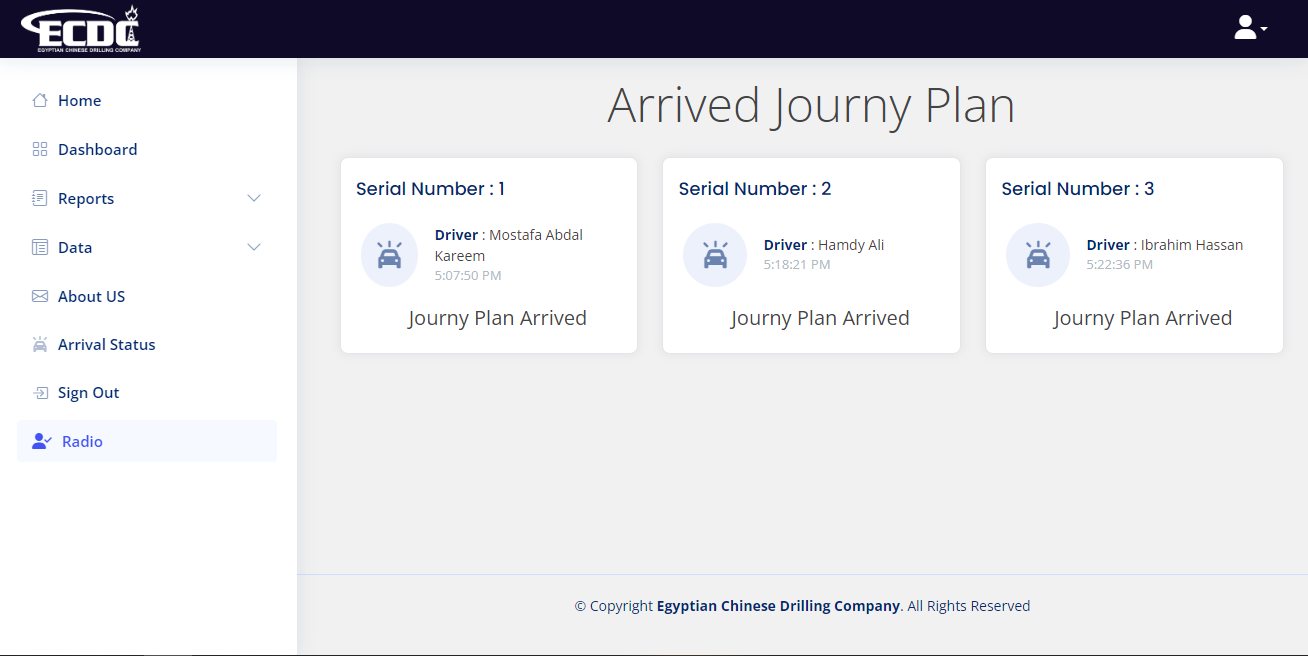 ECDC
EGYPTIAN CHINESE DRILLING COMPANY
Home
Dashboard
Reports
Data
About US
Arrival Status
Sign Out
Radio
Arrived Journy Plan
Serial Number : 1
Driver : Mostafa Abdal
Kareem
5:07:50 PM
Journy Plan Arrived
Serial Number : 2
Driver : Hamdy Ali
5:18:21 PM
Journy Plan Arrived
Serial Number : 3
Driver : Ibrahim Hassan
5:22:36 PM
Journy Plan Arrived
© Copyright Egyptian Chinese Drilling Company. All Rights Reserved